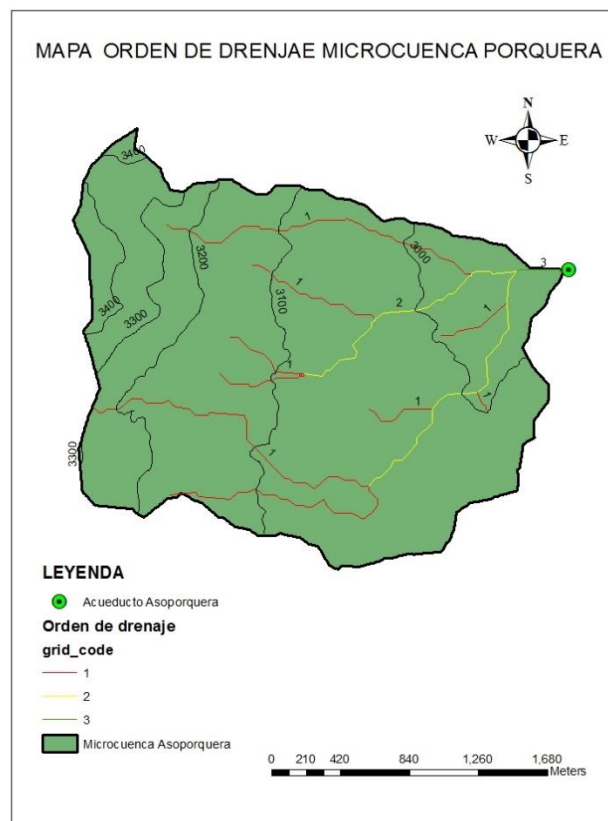 MAPA ORDEN DE DRENJAE MICROCUENCA PORQUERA
N
W E
S
3400
3
1
3200
3000
3100
1
3400
2
1
3300
1
1
1
3300
1
LEYENDA
Acueducto Asoporquera
Orden de drenaje
grid_code
1
2
3
Microcuenca Asoporquera
0 210 420 840 1,260 1,680
Meters